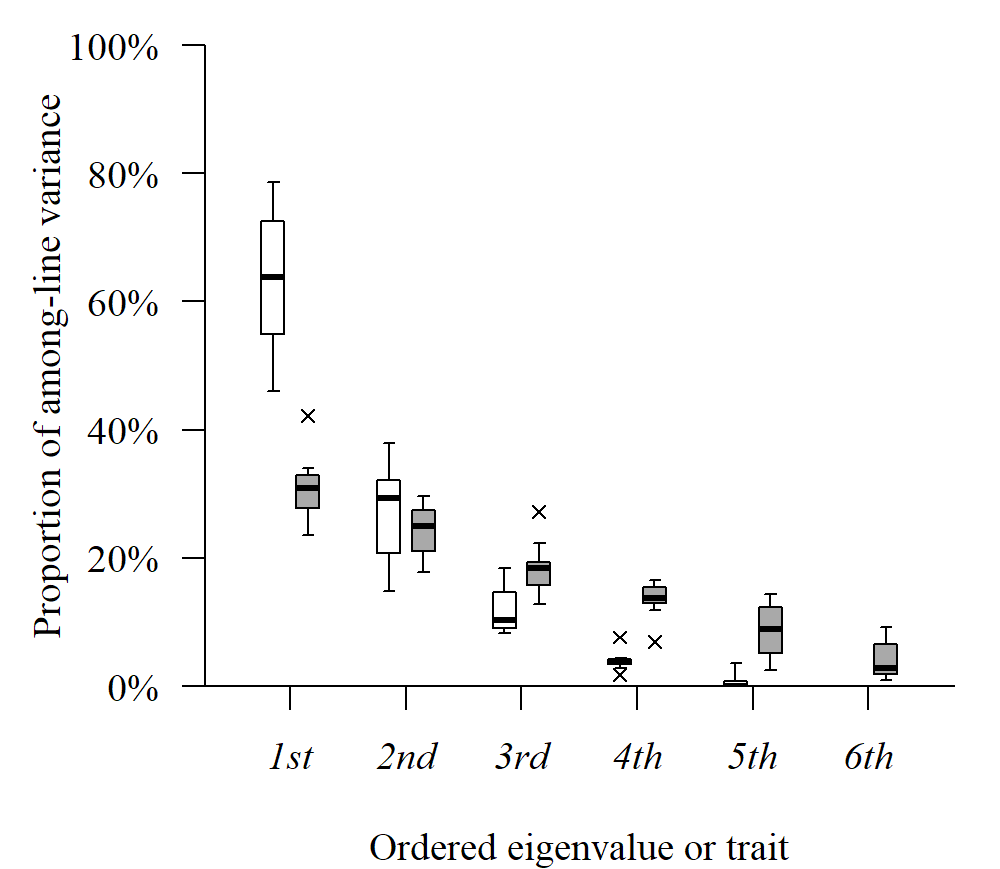 Proportion of among-line variance
100%
80%
60%
40%
20%
0%
1st 2nd 3rd 4th 5th 6th
Ordered eigenvalue or trait